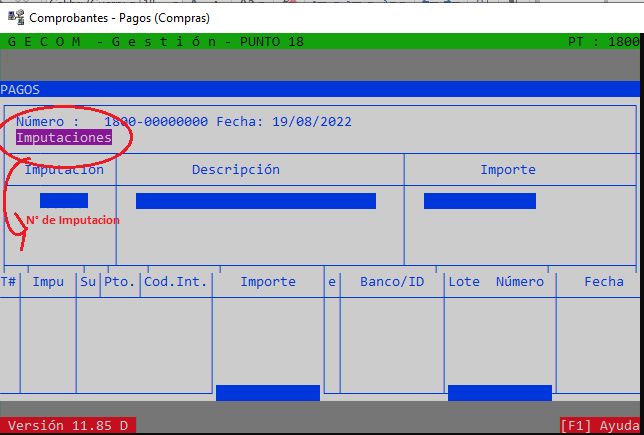 Comprobantes - Pagos (Compras)
G E C O M - G e s t i ó n - PUNTO 18 PT : 1800
PAGOS
Número : 1800-00000000 Fecha: 19/08/2022
Imputaciones
Imputación Descripción Importe
N° de Imputacion
T# Impu Su Pto. Cod.Int. Importe e Banco/ID Lote Número Fecha
Versión 11.85 D [F1] Ayuda